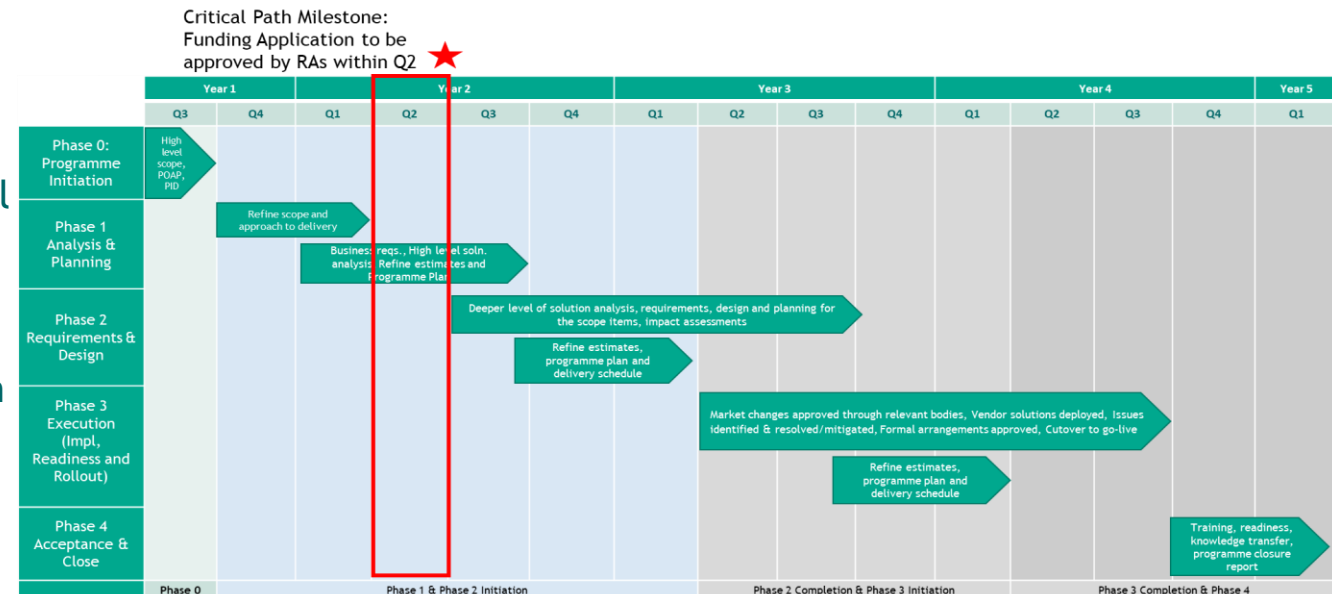 Critical Path Milestone:
Funding Application to be
approved by RAs within Q2
Year 1 Year 2 Year 3 Year 4 Year 5
Q3 Q4 Q1 Q2 Q3 Q4 Q1 Q2 Q3 Q4 Q1 Q2 Q3 Q4 Q1
Phase 0:
Programme
Initiation
High
level
scope,
POAP,
PID
Phase 1
Analysis &
Planning
Refine scope and
approach to delivery
Business reqs., High level soln.
analysis, Refine estimates and
Programme Plan
Phase 2
Requirements &
Design
Deeper level of solution analysis, requirements, design and planning for
the scope items, impact assessments
Refine estimates,
programme plan and
delivery schedule
Phase 3
Execution
(Impl,
Readiness and
Rollout)
Market changes approved through relevant bodies, Vendor solutions deployed, Issues
identified & resolved/mitigated, Formal arrangements approved, Cutover to go-live
Refine estimates,
programme plan and
delivery schedule
Phase 4
Acceptance &
Close
Training, readiness,
knowledge transfer,
programme closure
report
Phase 0 Phase 1 & Phase 2 Initiation Phase 2 Completion & Phase 3 Initiation Phase 3 Completion & Phase 4